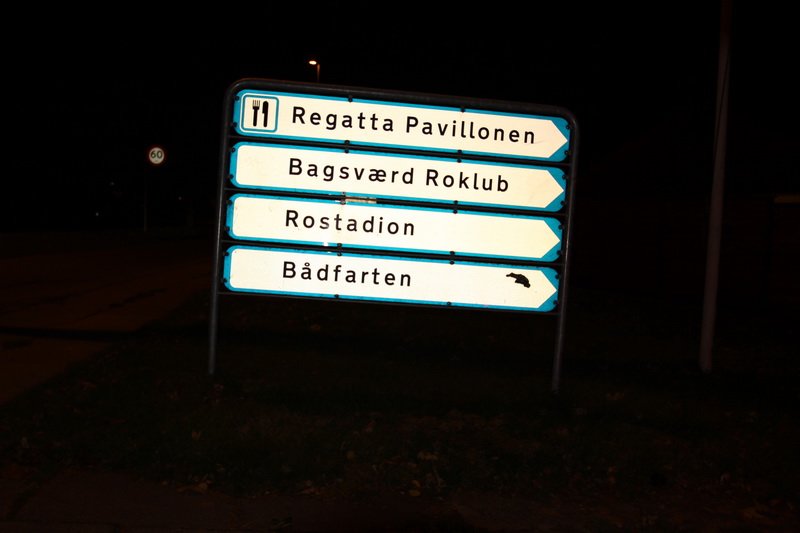 60
Regatta Pavillonen
Bagsværd Roklub
Rostadion
Bådfarten